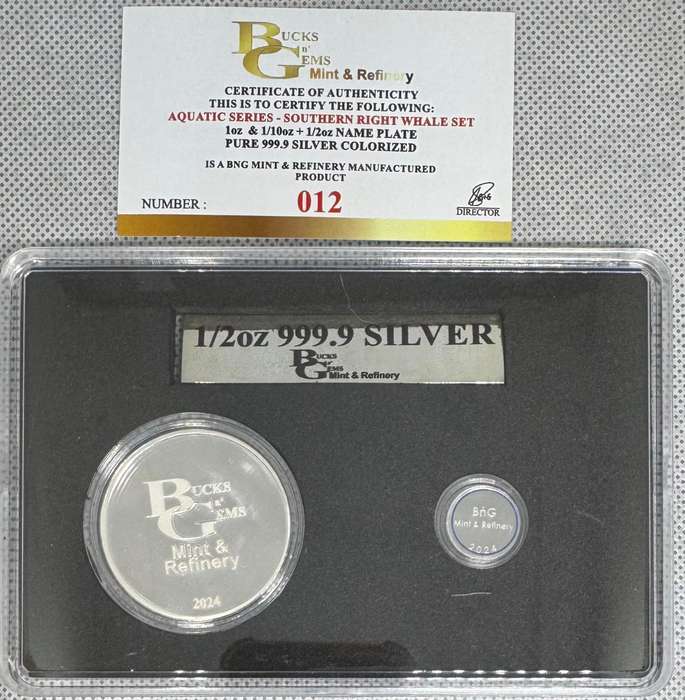 BUCKS
n'
GEMS
Mint & Refinery
CERTIFICATE OF AUTHENTICITY
THIS IS TO CERTIFY THE FOLLOWING:
AQUATIC SERIES - SOUTHERN RIGHT WHALE SET
1oz & 1/10oz + 1/2oz NAME PLATE
PURE 999.9 SILVER COLORIZED
IS A BNG MINT & REFINERY MANUFACTURED
PRODUCT
NUMBER : 012
DIRECTOR
1/2oz 999.9 SILVER
BUCKS
n'
GEMS
Mint & Refinery
BUCKS
n'
GEMS
Mint &
Refinery
2024
BnG
Mint & Refinery
2024